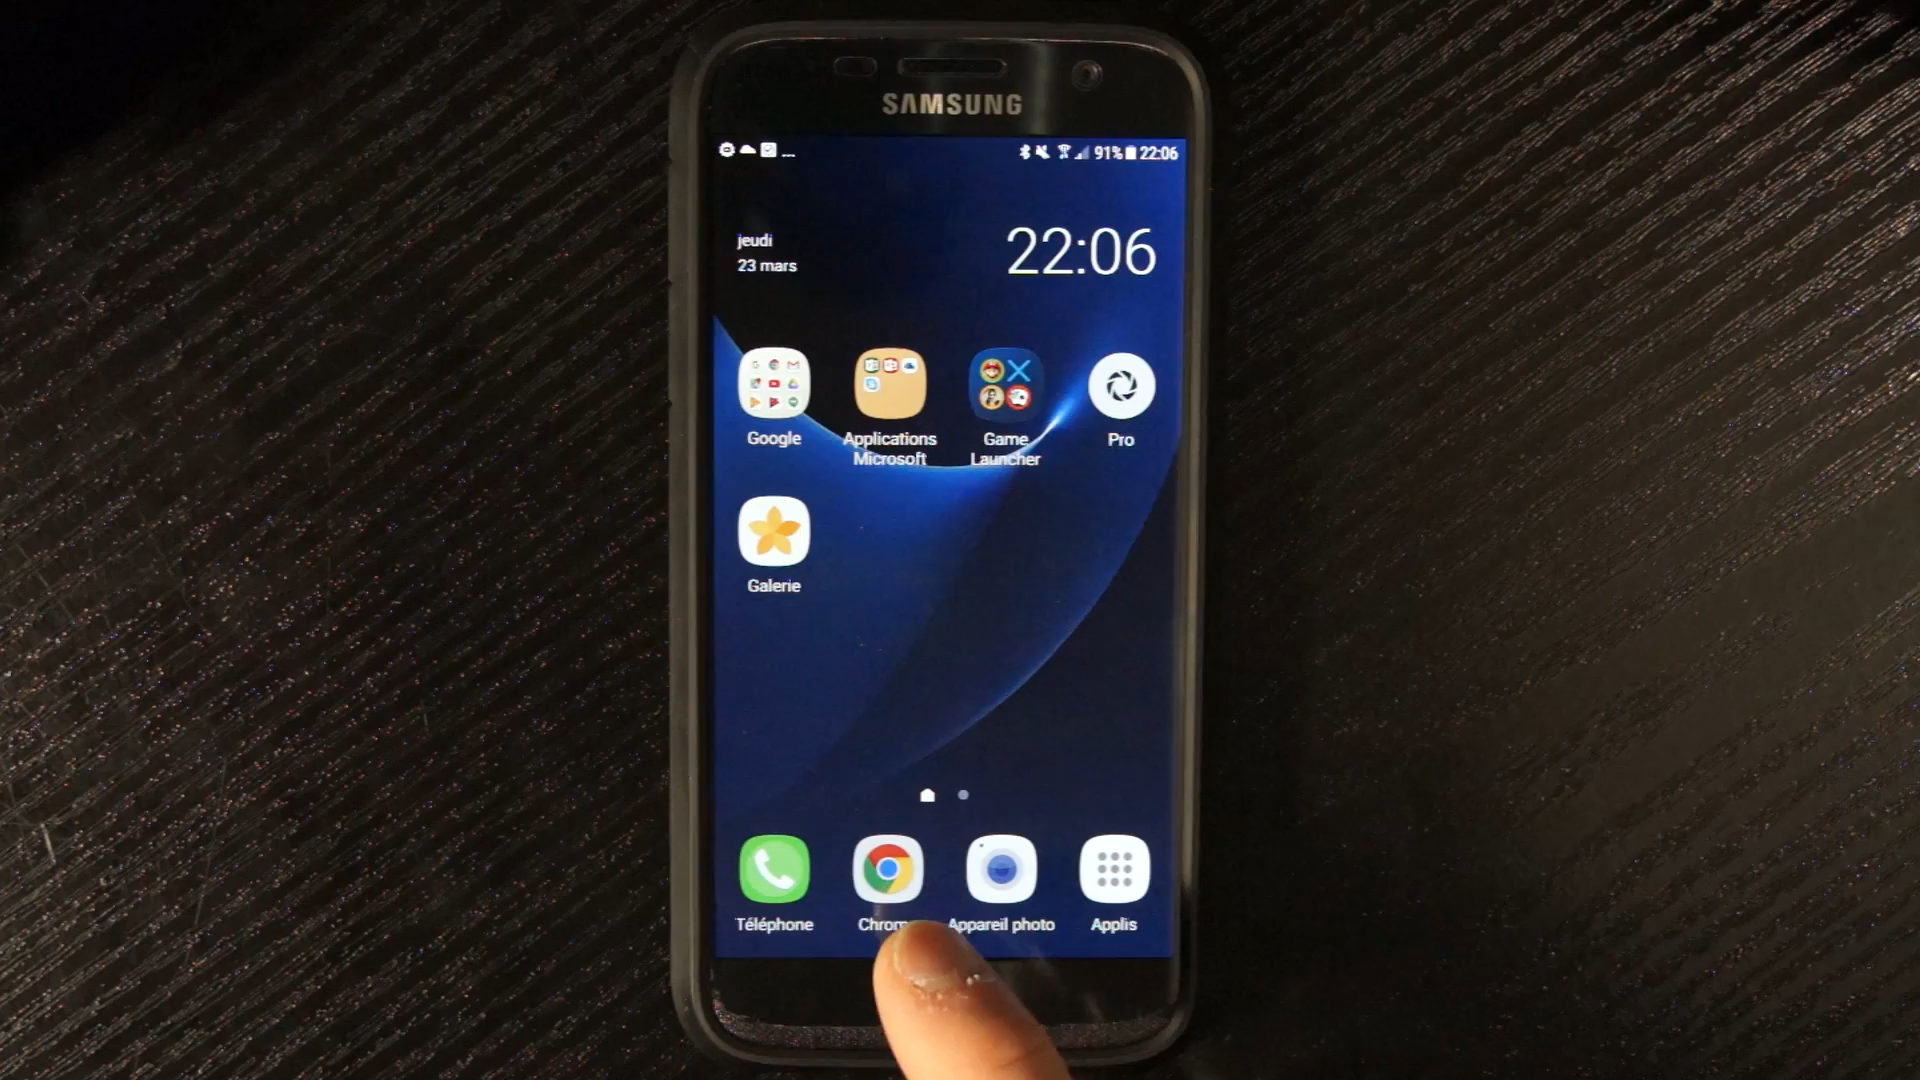 SAMSUNG
... 91% 22:06
jeudi
23 mars
22:06
Google
Applications
Microsoft
Game
Launcher
Pro
Galerie
Téléphone
Chrom
Appareil photo
Applis